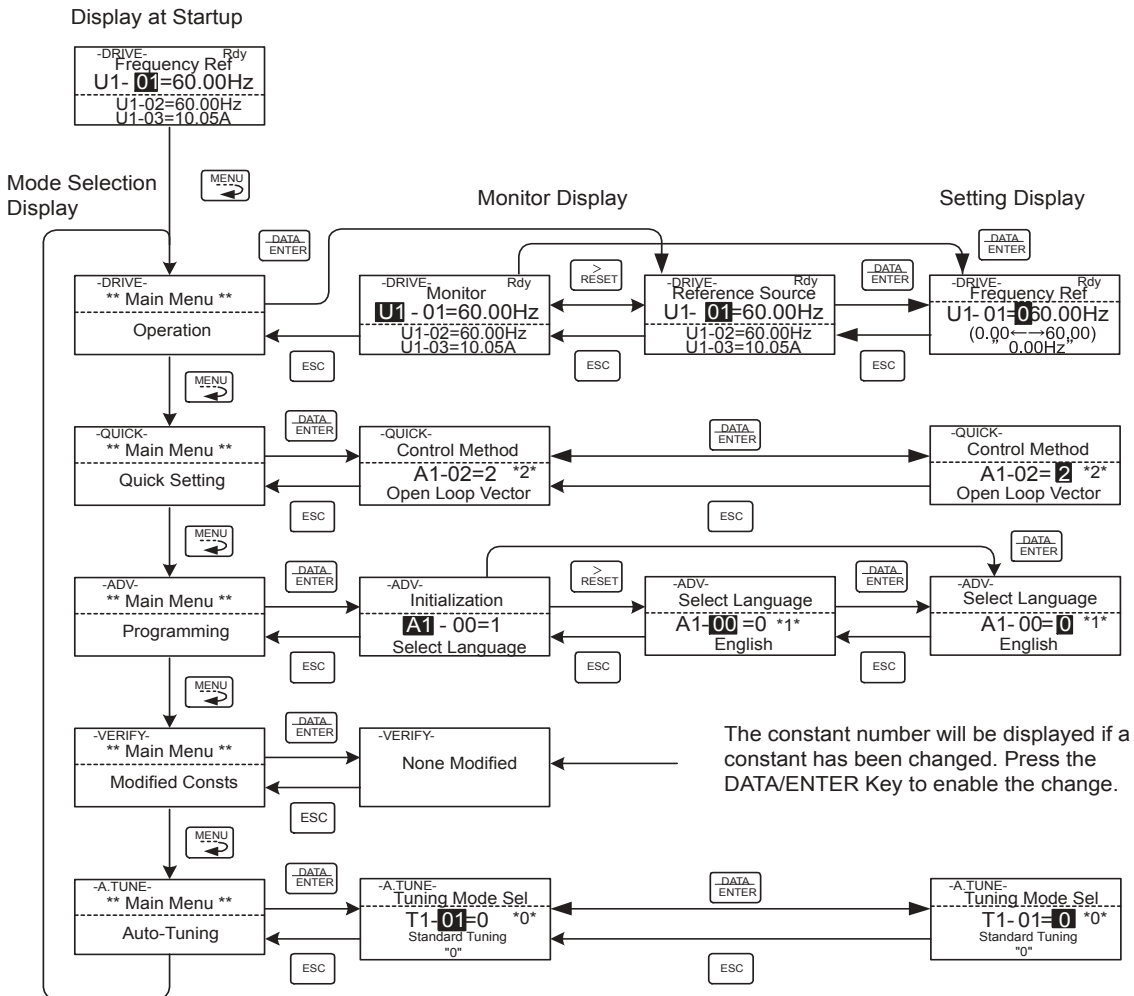 Display at Startup
-DRIVE- Rdy
Frequency Ref
U1- 01=60.00Hz
U1-02=60.00Hz
U1-03=10.05A
Mode Selection
Display
MENU
Monitor Display
Setting Display
DATA
ENTER
DATA
ENTER
-DRIVE-
** Main Menu **
Operation
-DRIVE- Rdy
Monitor
U1 - 01=60.00Hz
U1-02=60.00Hz
U1-03=10.05A
>
RESET
-DRIVE- Rdy
Reference Source
U1- 01=60.00Hz
U1-02=60.00Hz
U1-03=10.05A
DATA
ENTER
-DRIVE- Rdy
Frequency Ref
U1- 01=060.00Hz
(0.00←→60.00)
" 0.00Hz"
ESC
ESC
ESC
MENU
-QUICK-
** Main Menu **
Quick Setting
DATA
ENTER
-QUICK-
Control Method
A1-02=2 *2*
Open Loop Vector
DATA
ENTER
-QUICK-
Control Method
A1-02= 2 *2*
Open Loop Vector
ESC
ESC
MENU
-ADV-
** Main Menu **
Programming
DATA
ENTER
-ADV-
Initialization
A1 - 00=1
Select Language
>
RESET
-ADV-
Select Language
A1-00 =0 *1*
English
DATA
ENTER
DATA
ENTER
-ADV-
Select Language
A1- 00= 0 *1*
English
ESC
ESC
ESC
MENU
-VERIFY-
** Main Menu **
Modified Consts
DATA
ENTER
-VERIFY-
None Modified
The constant number will be displayed if a
constant has been changed. Press the
DATA/ENTER Key to enable the change.
ESC
MENU
-A.TUNE-
** Main Menu **
Auto-Tuning
DATA
ENTER
-A.TUNE-
Tuning Mode Sel
T1-01=0 *0*
Standard Tuning
"0"
DATA
ENTER
-A.TUNE-
Tuning Mode Sel
T1- 01= 0 *0*
Standard Tuning
"0"
ESC
ESC